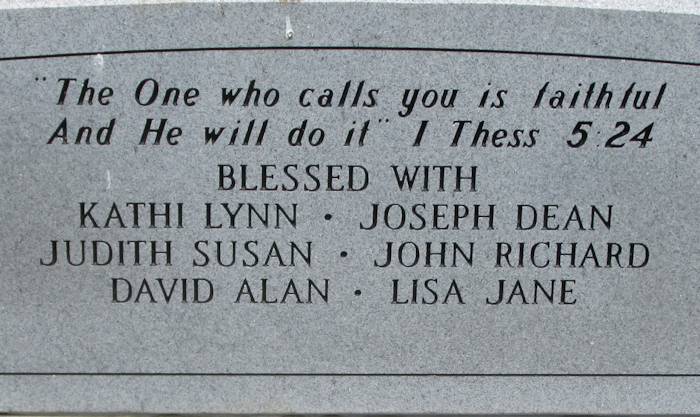 "The One who calls you is faithful
And He will do it" I Thess 5:24
BLESSED WITH
KATHI LYNN · JOSEPH DEAN
JUDITH SUSAN · JOHN RICHARD
DAVID ALAN · LISA JANE